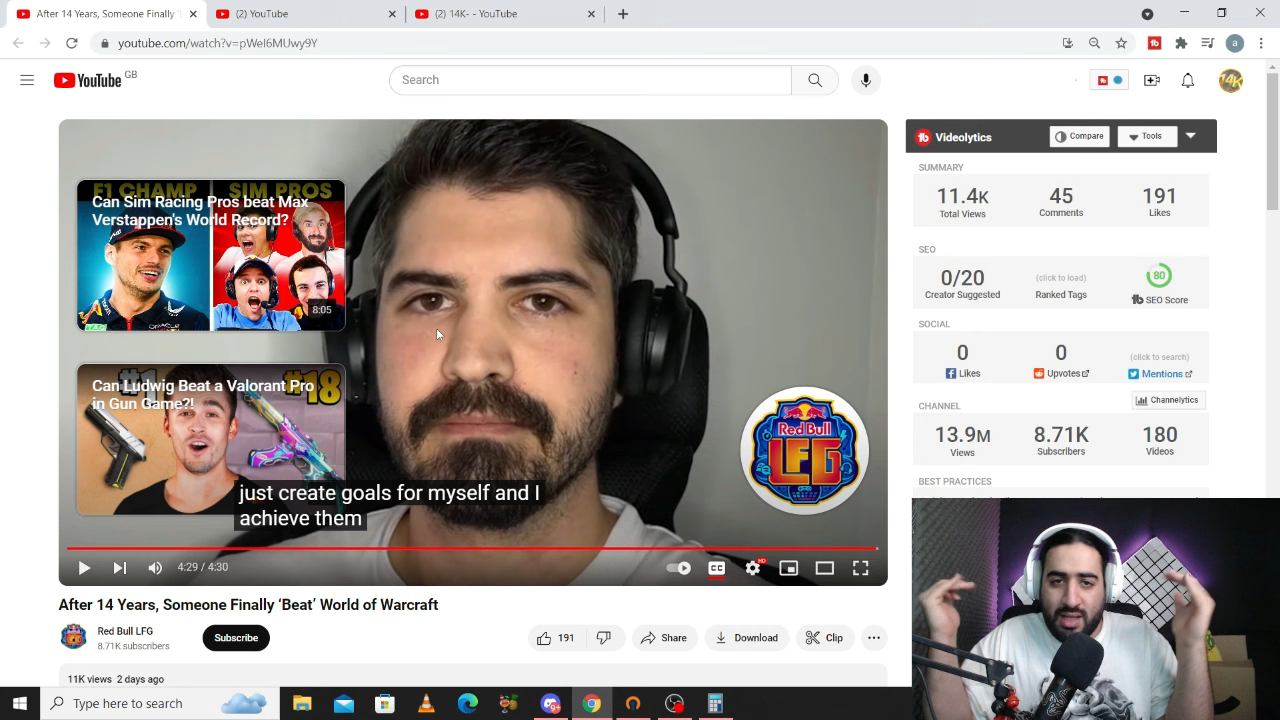 After 14 Years, Someone Finally
(2) YouTube
(2) 14K- - YouTube
youtube.com/watch?v=pWeI6MUwy9Y
YouTube GB
Search
14K
F1 CHAMP SIM PROS
Can Sim Racing Pros beat Max
Verstappen's World Record?
8:05
#1 #18
Can Ludwig Beat a Valorant Pro
in Gun Game?!
Red Bull
LFG
just create goals for myself and I
achieve them
4:29 / 4:30
CC
HD
After 14 Years, Someone Finally ‘Beat’ World of Warcraft
Red Bull LFG
8.71K subscribers
Subscribe
191
Share
Download
Clip
11K views 2 days ago
Videolytics
Compare
Tools
SUMMARY
11.4K 45 191
Total Views Comments Likes
SEO
0/20 (click to load) 80
Creator Suggested Ranked Tags SEO Score
SOCIAL
0 0 (click to search)
Likes Upvotes Mentions
CHANNEL
Channelytics
13.9M 8.71K 180
Views Subscribers Videos
BEST PRACTICES
Type here to search